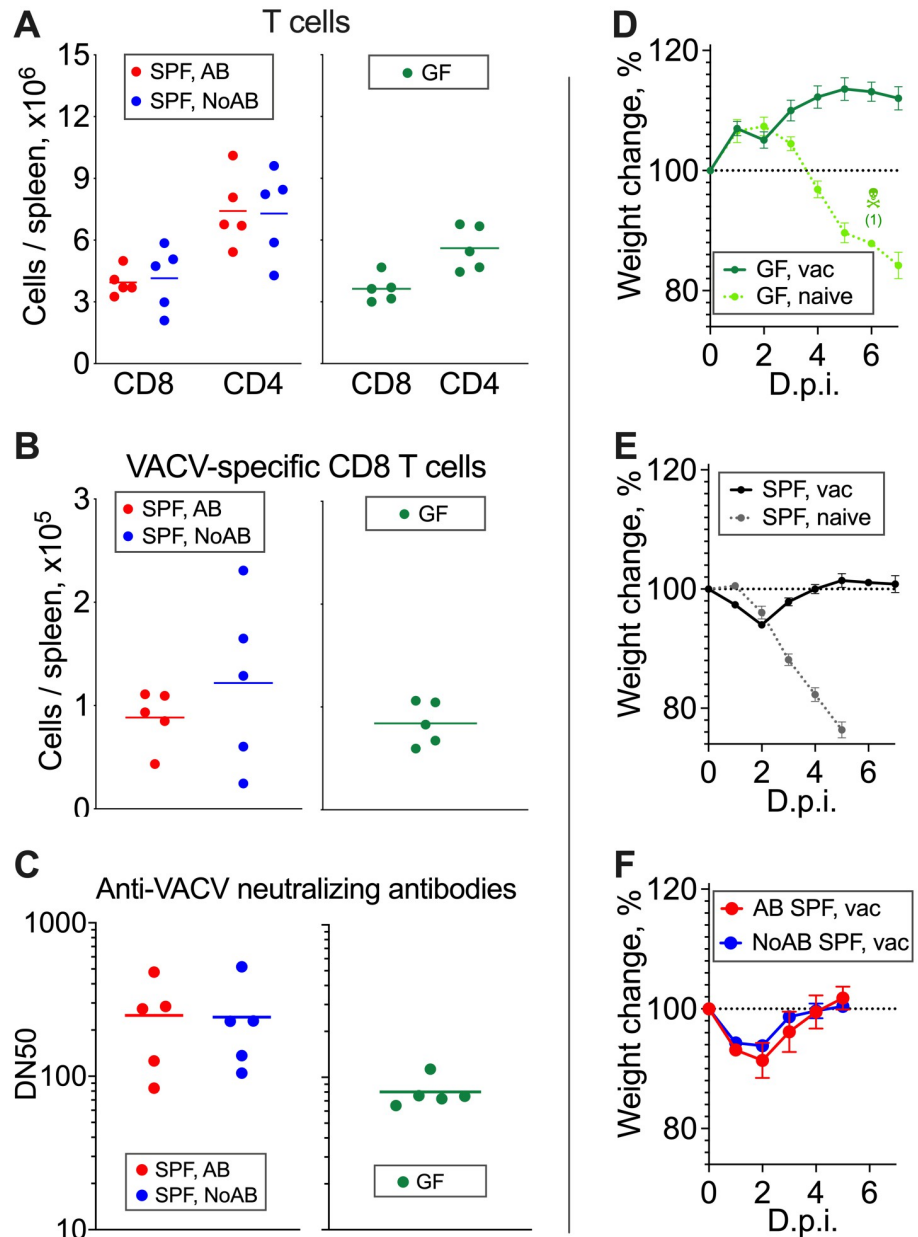 A
T cells
Cells / spleen, x10⁶
15
12
9
6
3
0
SPF, AB
SPF, NoAB
GF
CD8
CD4
CD8
CD4
B
VACV-specific CD8 T cells
Cells / spleen, x10⁵
3
2
1
0
SPF, AB
SPF, NoAB
GF
C
Anti-VACV neutralizing antibodies
DN50
1000
100
10
SPF, AB
SPF, NoAB
GF
D
Weight change, %
120
100
80
(1)
GF, vac
GF, naive
0
2
4
6
D.p.i.
E
Weight change, %
120
100
80
SPF, vac
SPF, naive
0
2
4
6
D.p.i.
F
Weight change, %
120
100
80
AB SPF, vac
NoAB SPF, vac
0
2
4
6
D.p.i.